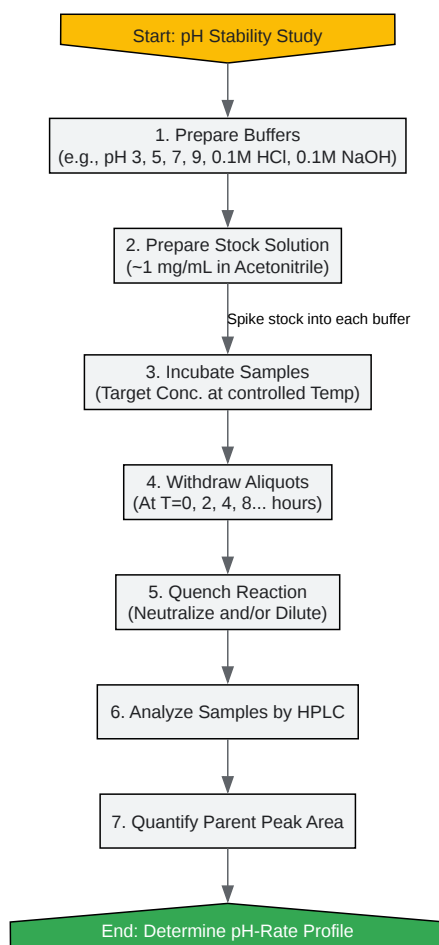 Start: pH Stability Study
1. Prepare Buffers
(e.g., pH 3, 5, 7, 9, 0.1M HCl, 0.1M NaOH)
2. Prepare Stock Solution
(~1 mg/mL in Acetonitrile)
Spike stock into each buffer
3. Incubate Samples
(Target Conc. at controlled Temp)
4. Withdraw Aliquots
(At T=0, 2, 4, 8... hours)
5. Quench Reaction
(Neutralize and/or Dilute)
6. Analyze Samples by HPLC
7. Quantify Parent Peak Area
End: Determine pH-Rate Profile